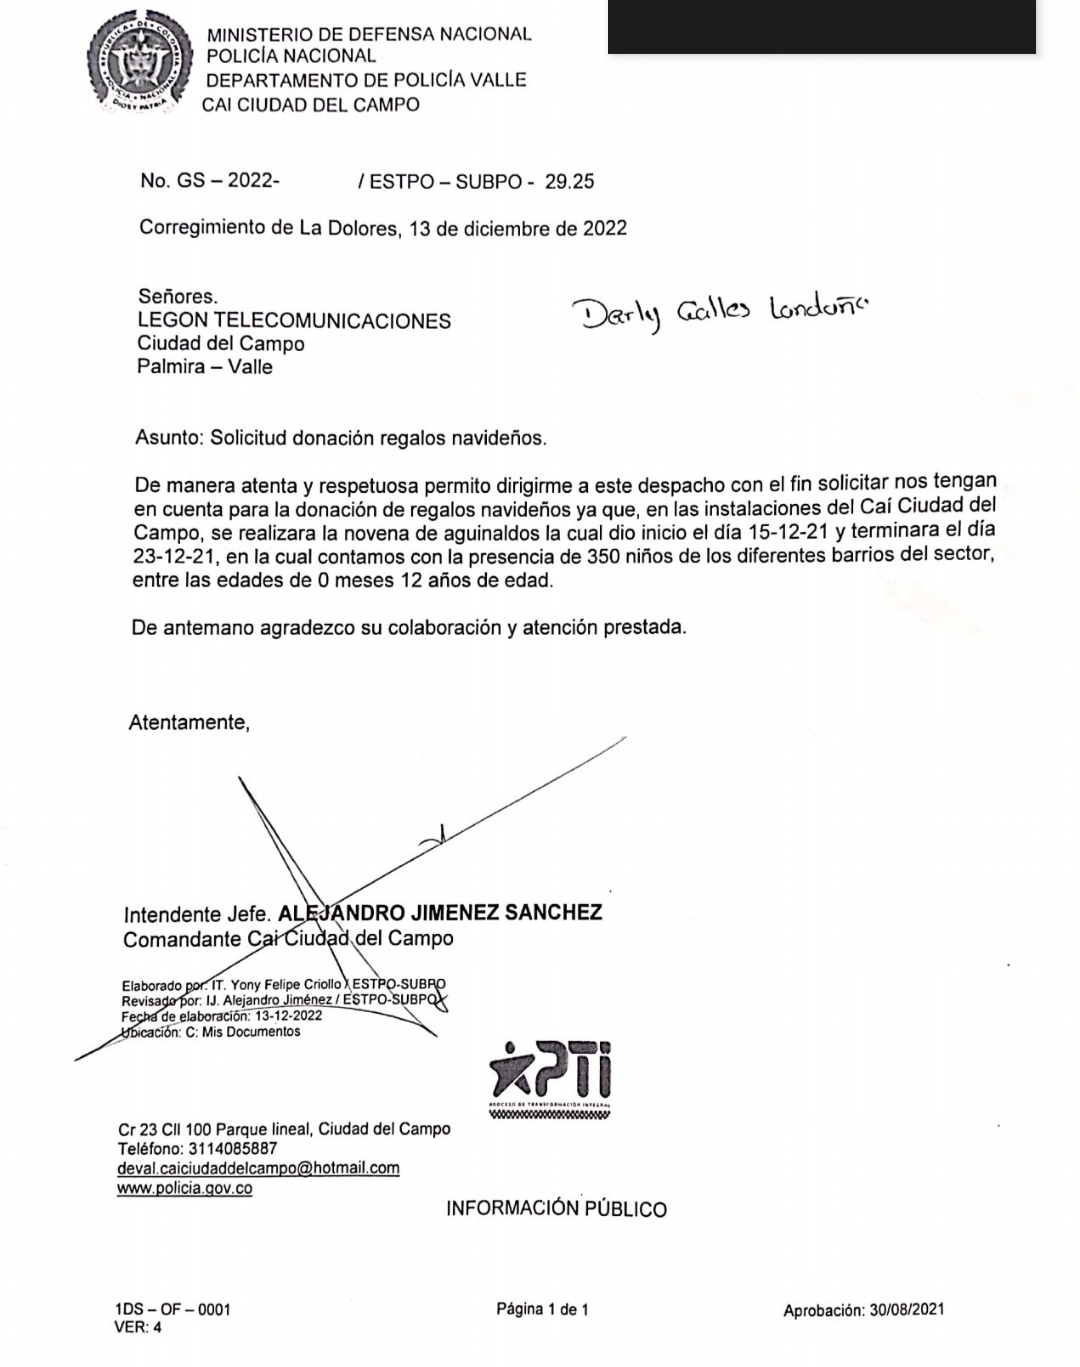 MINISTERIO DE DEFENSA NACIONAL
POLICÍA NACIONAL
DEPARTAMENTO DE POLICÍA VALLE
CAI CIUDAD DEL CAMPO
REPUBLICA DE COLOMBIA
POLICIA NACIONAL
DIOS Y PATRIA
No. GS – 2022- / ESTPO – SUBPO - 29.25
Corregimiento de La Dolores, 13 de diciembre de 2022
Señores.
LEGON TELECOMUNICACIONES
Ciudad del Campo
Palmira – Valle
Darly Galles Londoño
Asunto: Solicitud donación regalos navideños.
De manera atenta y respetuosa permito dirigirme a este despacho con el fin solicitar nos tengan
en cuenta para la donación de regalos navideños ya que, en las instalaciones del Caí Ciudad del
Campo, se realizara la novena de aguinaldos la cual dio inicio el día 15-12-21 y terminara el día
23-12-21, en la cual contamos con la presencia de 350 niños de los diferentes barrios del sector,
entre las edades de 0 meses 12 años de edad.
De antemano agradezco su colaboración y atención prestada.
Atentamente,
Intendente Jefe. ALEJANDRO JIMENEZ SANCHEZ
Comandante Cai Ciudad del Campo
Elaborado por: IT. Yony Felipe Criollo / ESTPO-SUBPO
Revisado por: IJ. Alejandro Jiménez / ESTPO-SUBPO
Fecha de elaboración: 13-12-2022
Ubicación: C: Mis Documentos
PTI
PROCESO DE TRANSFORMACIÓN INTEGRAL
Cr 23 Cll 100 Parque lineal, Ciudad del Campo
Teléfono: 3114085887
deval.caiciudaddelcampo@hotmail.com
www.policia.gov.co
INFORMACIÓN PÚBLICO
1DS – OF – 0001
VER: 4
Página 1 de 1
Aprobación: 30/08/2021